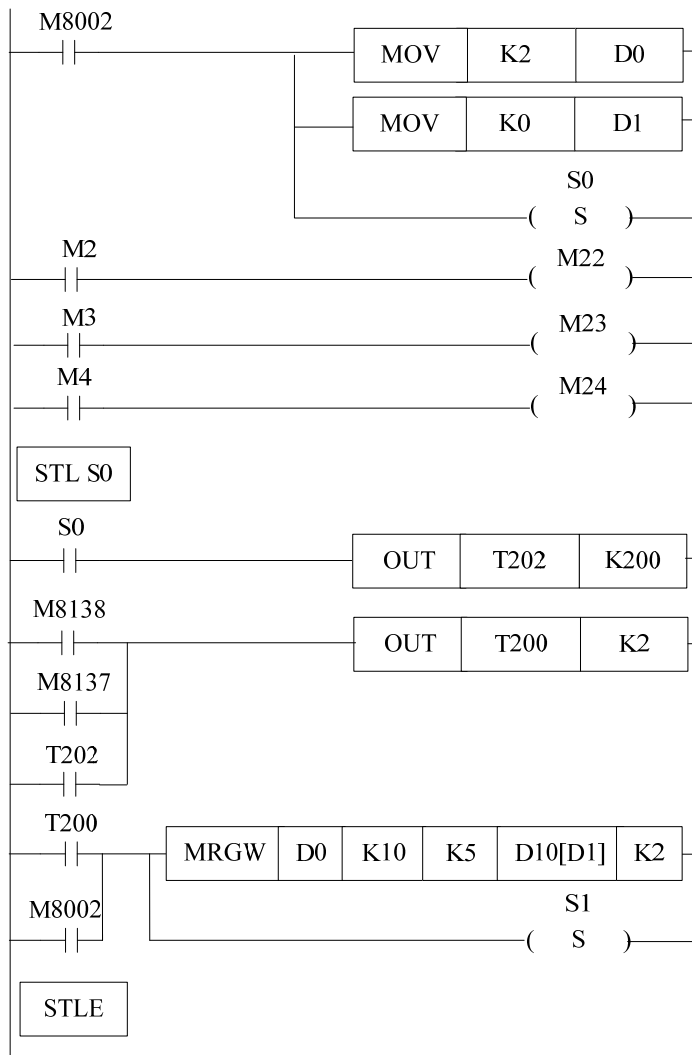 M8002
MOV K2 D0
MOV K0 D1
S0
( S )
M2
M22
( )
M3
M23
( )
M4
M24
( )
STL S0
S0
OUT T202 K200
M8138
OUT T200 K2
M8137
T202
T200
MRGW D0 K10 K5 D10[D1] K2
M8002
S1
( S )
STLE